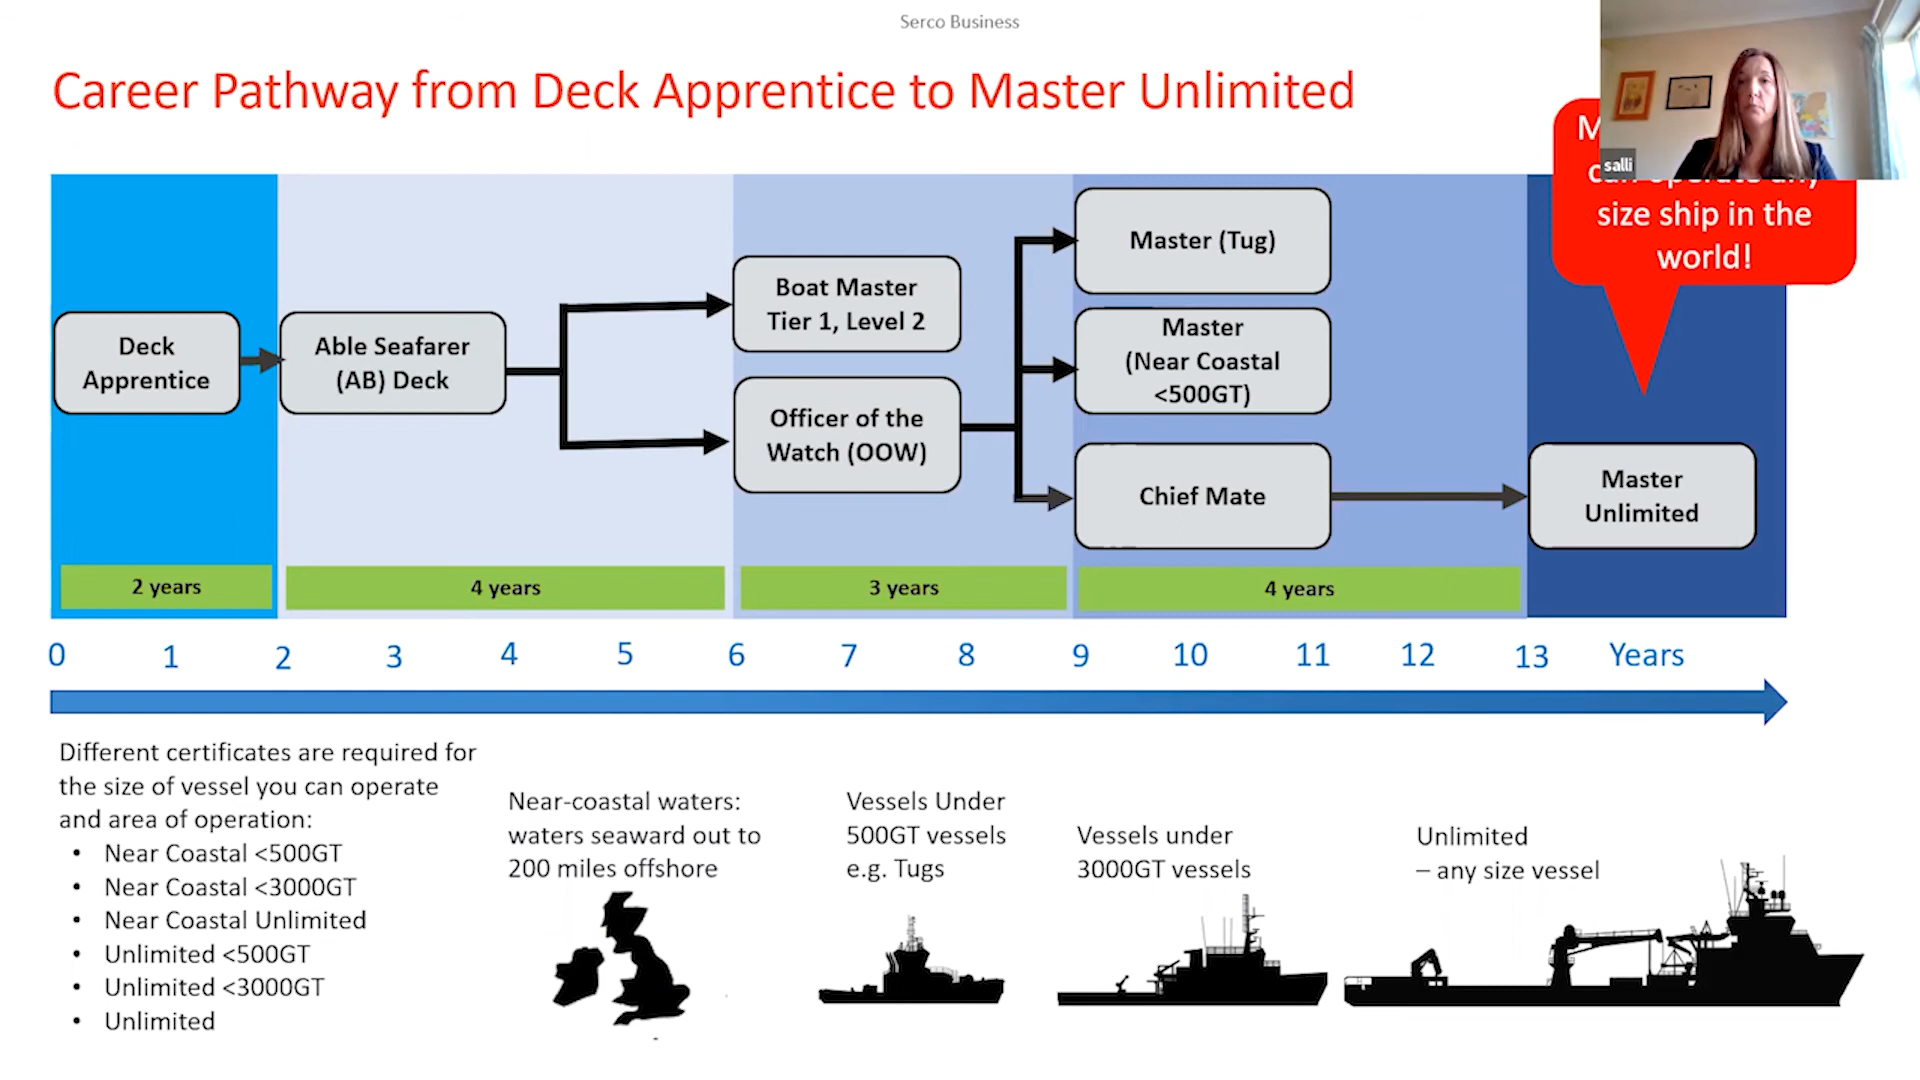 Serco Business
Career Pathway from Deck Apprentice to Master Unlimited
salli
size ship in the
world!
Deck
Apprentice
Able Seafarer
(AB) Deck
Boat Master
Tier 1, Level 2
Officer of the
Watch (OOW)
Master (Tug)
Master
(Near Coastal
<500GT)
Chief Mate
Master
Unlimited
2 years
4 years
3 years
4 years
0 1 2 3 4 5 6 7 8 9 10 11 12 13 Years
Different certificates are required for
the size of vessel you can operate
and area of operation:
• Near Coastal <500GT
• Near Coastal <3000GT
• Near Coastal Unlimited
• Unlimited <500GT
• Unlimited <3000GT
• Unlimited
Near-coastal waters:
waters seaward out to
200 miles offshore
Vessels Under
500GT vessels
e.g. Tugs
Vessels under
3000GT vessels
Unlimited
– any size vessel